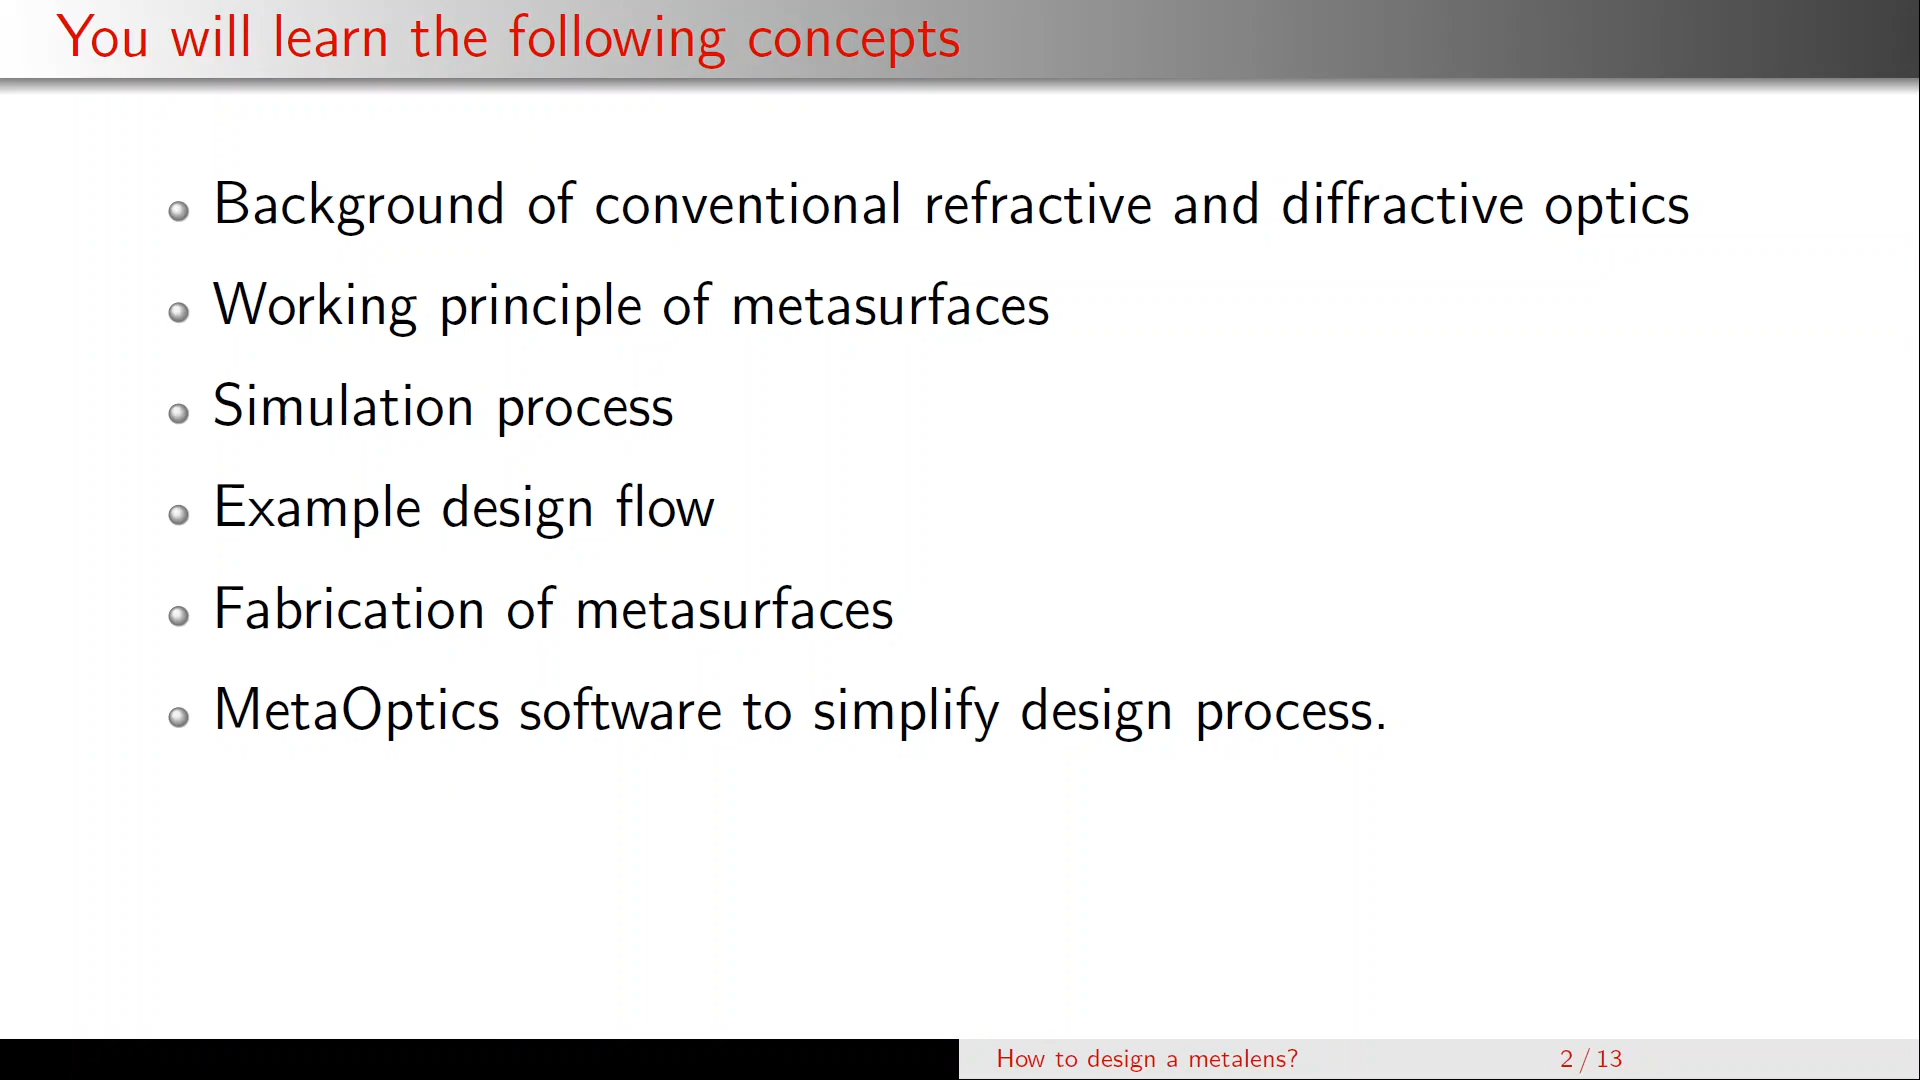 You will learn the following concepts
Background of conventional refractive and diffractive optics
Working principle of metasurfaces
Simulation process
Example design flow
Fabrication of metasurfaces
MetaOptics software to simplify design process.
How to design a metalens? 2 / 13